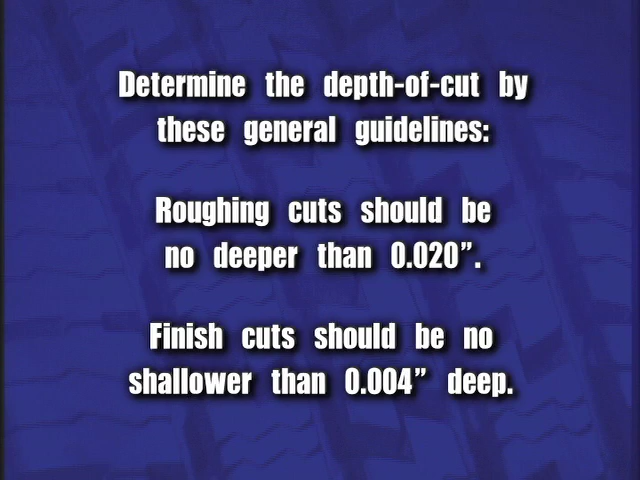 Determine the depth-of-cut by
these general guidelines:
Roughing cuts should be
no deeper than 0.020”.
Finish cuts should be no
shallower than 0.004” deep.